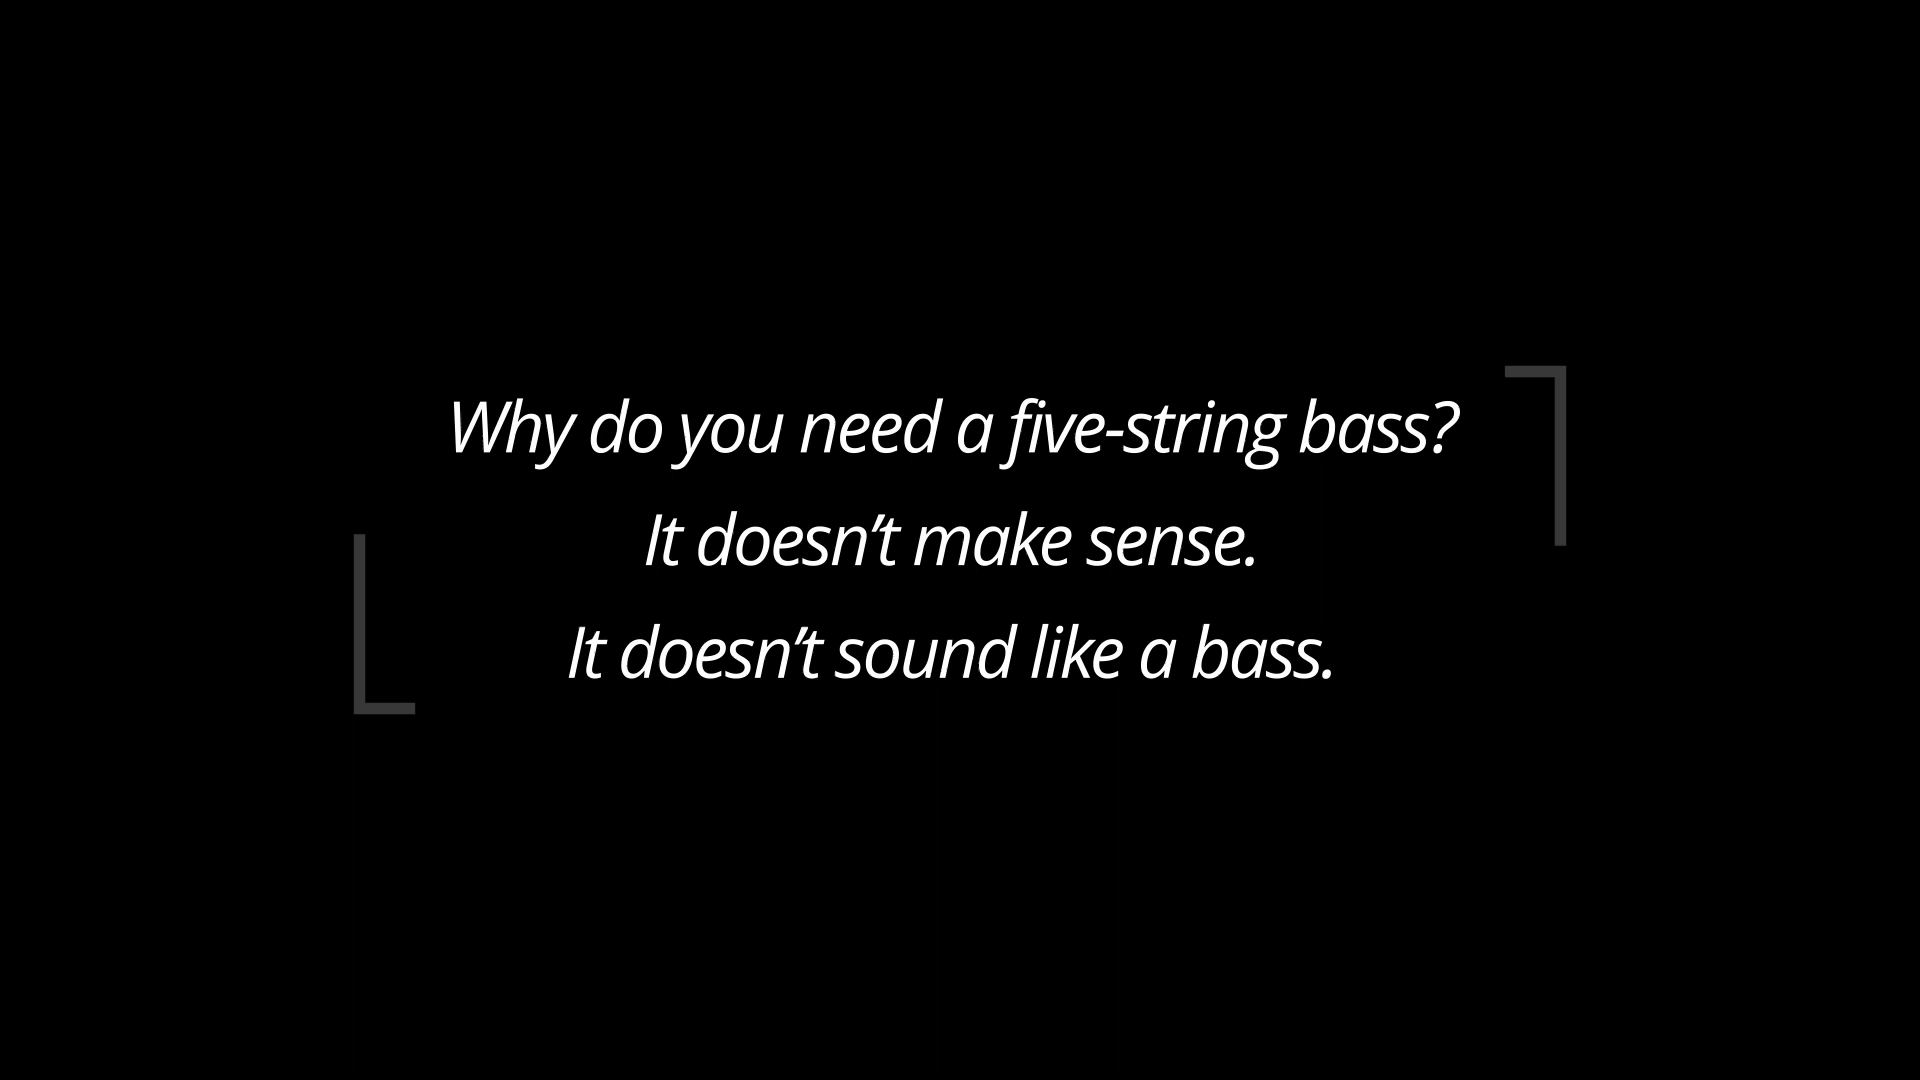 Why do you need a five-string bass?
It doesn’t make sense.
It doesn’t sound like a bass.